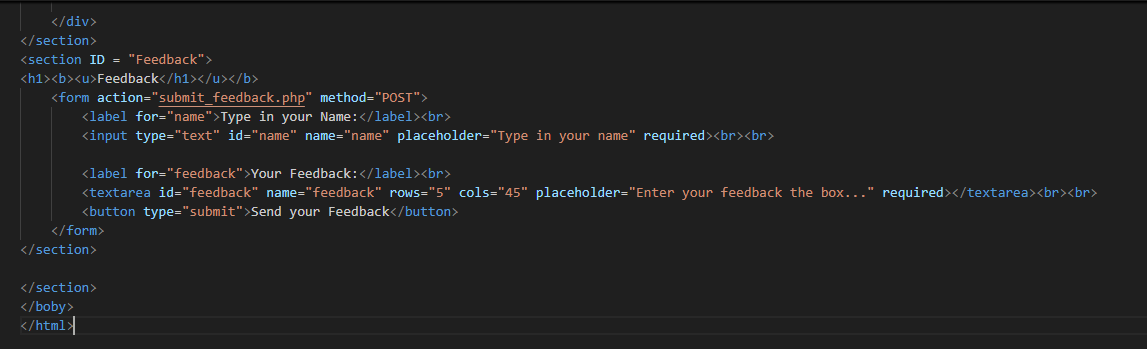 </div>
</section>
<section ID = "Feedback">
<h1><b><u>Feedback</h1></u></b>
<form action="submit_feedback.php" method="POST">
<label for="name">Type in your Name:</label><br>
<input type="text" id="name" name="name" placeholder="Type in your name" required><br><br>
<label for="feedback">Your Feedback:</label><br>
<textarea id="feedback" name="feedback" rows="5" cols="45" placeholder="Enter your feedback the box..." required></textarea><br><br>
<button type="submit">Send your Feedback</button>
</form>
</section>
</section>
</boby>
</html>